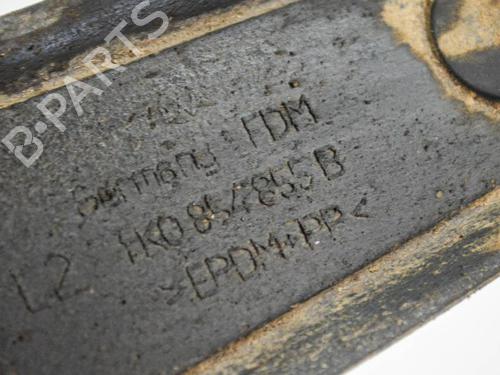 B-PARTS
Germany FDM
1K0 854 855 B
L2 >EPDM+PP<